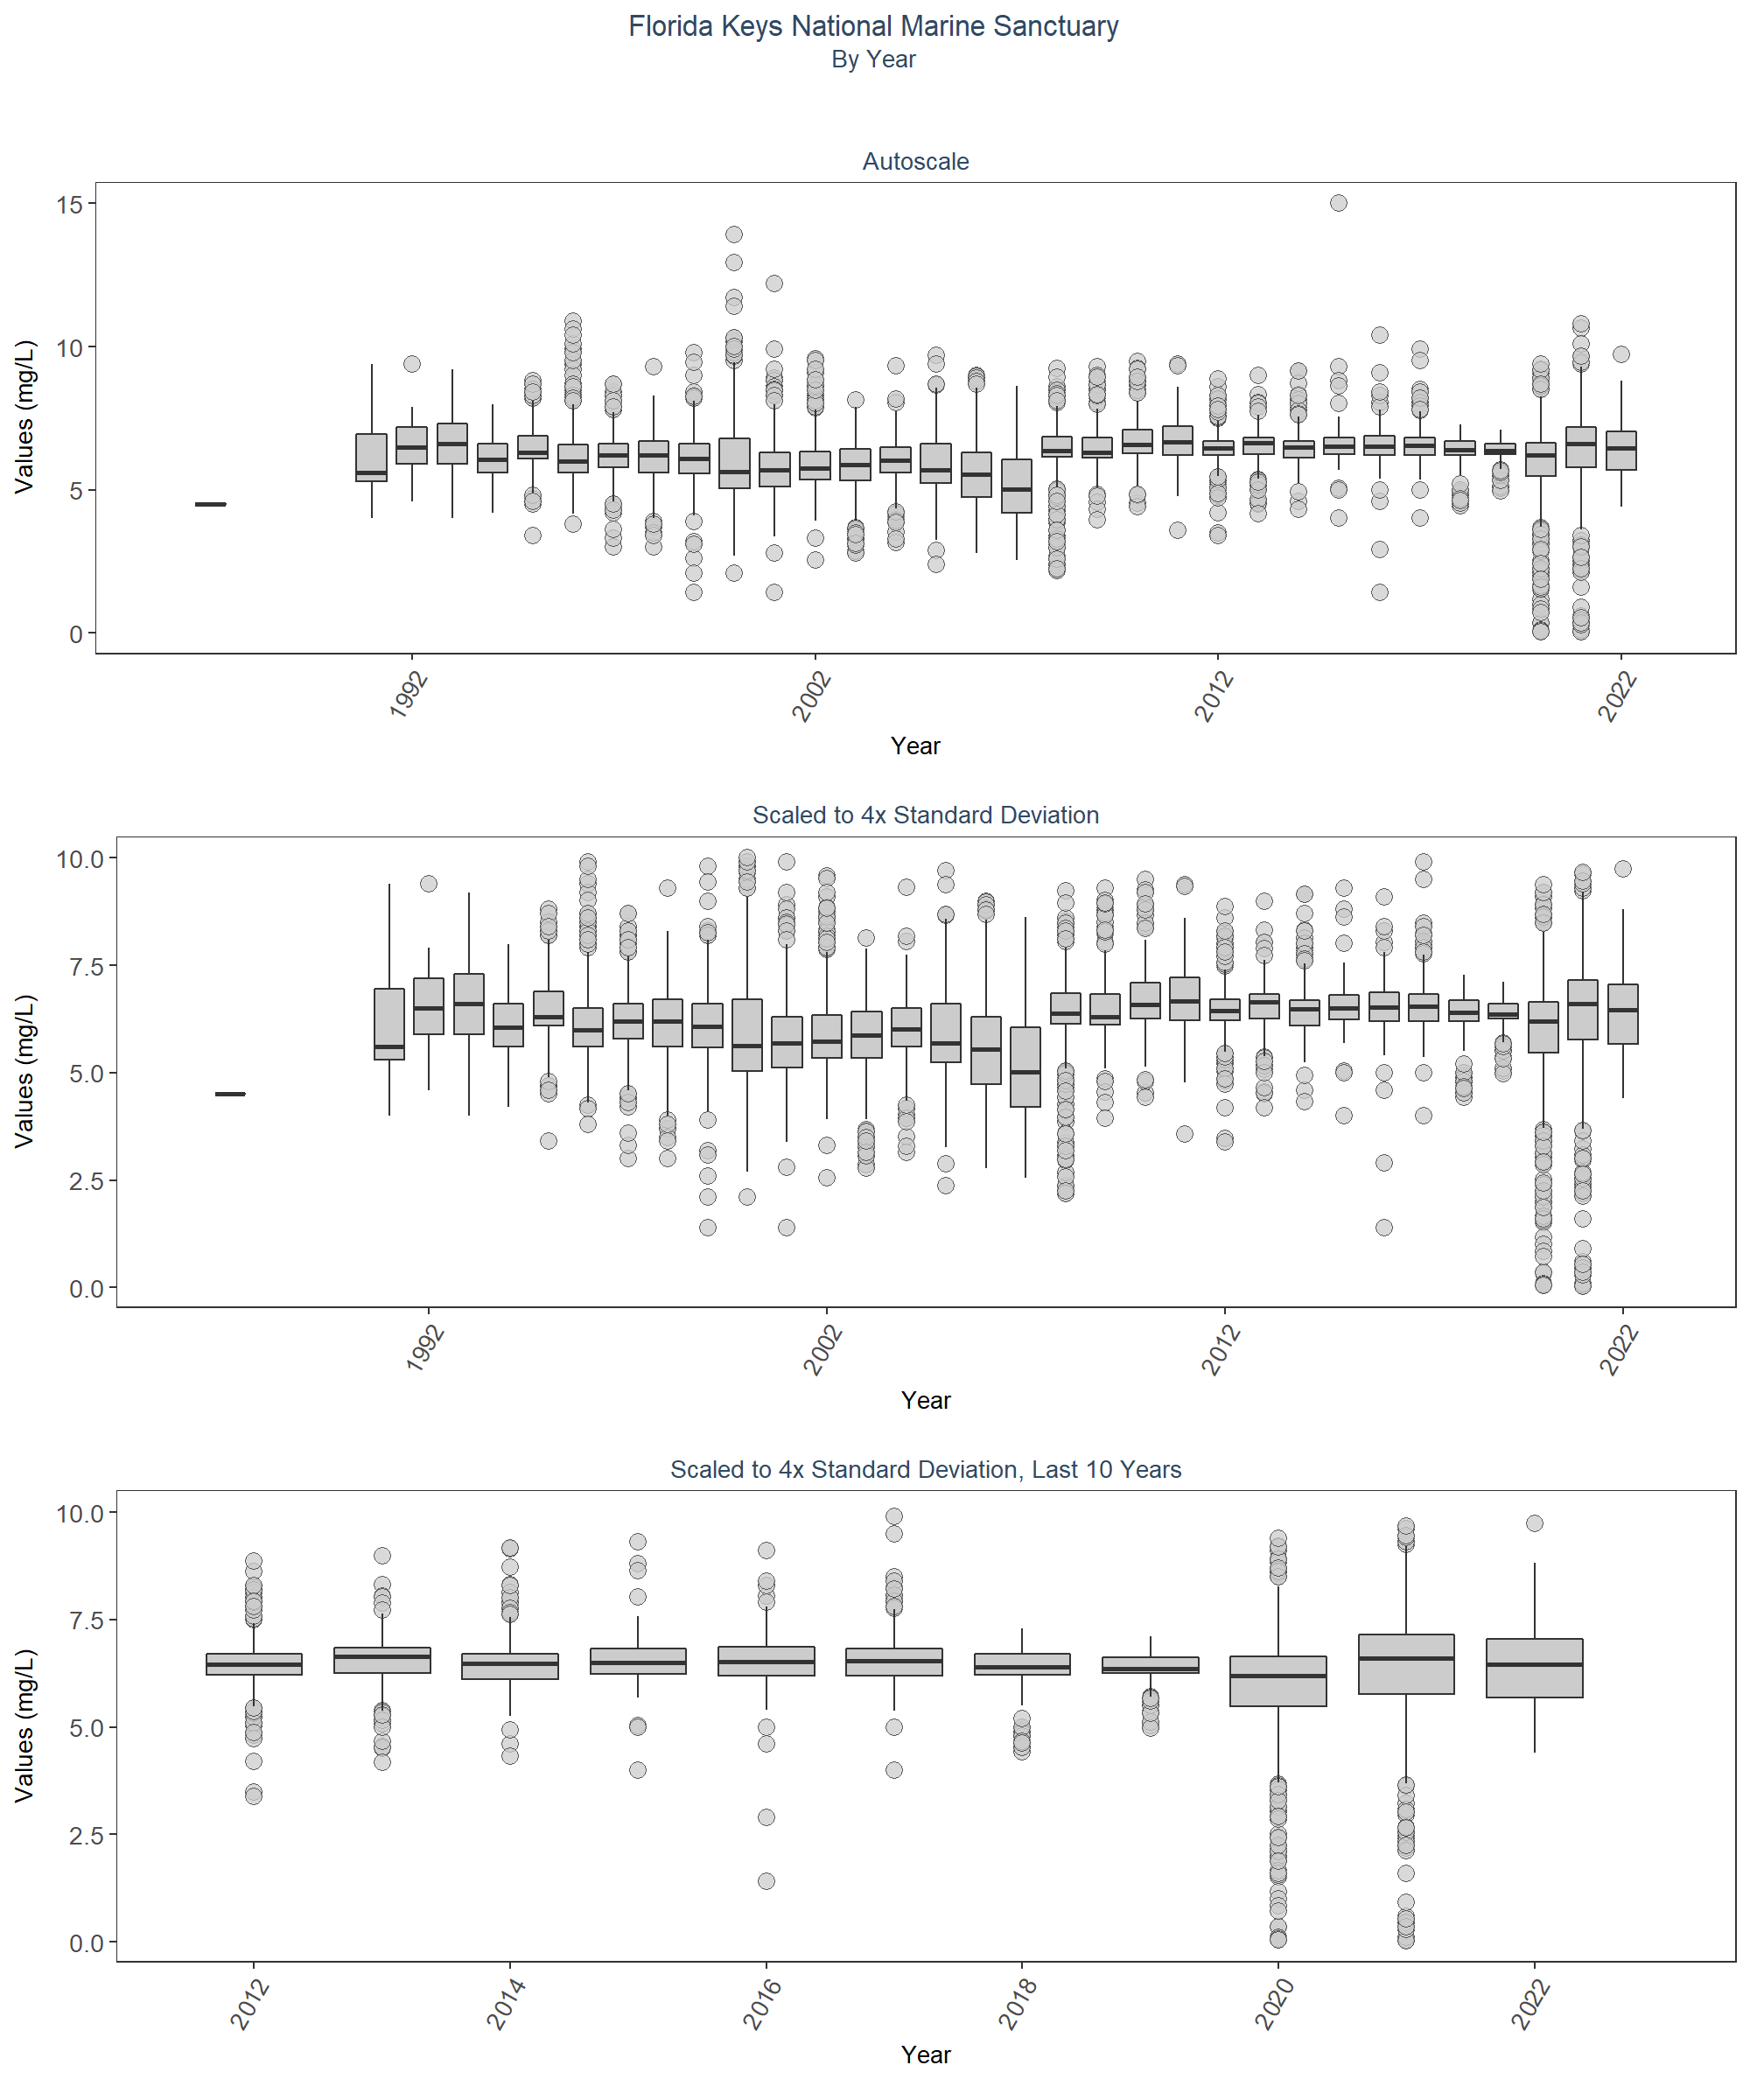 Florida Keys National Marine Sanctuary
By Year
Autoscale
Values (mg/L)
15
10
5
0
1992
2002
2012
2022
Year
Scaled to 4x Standard Deviation
Values (mg/L)
10.0
7.5
5.0
2.5
0.0
1992
2002
2012
2022
Year
Scaled to 4x Standard Deviation, Last 10 Years
Values (mg/L)
10.0
7.5
5.0
2.5
0.0
2012
2014
2016
2018
2020
2022
Year